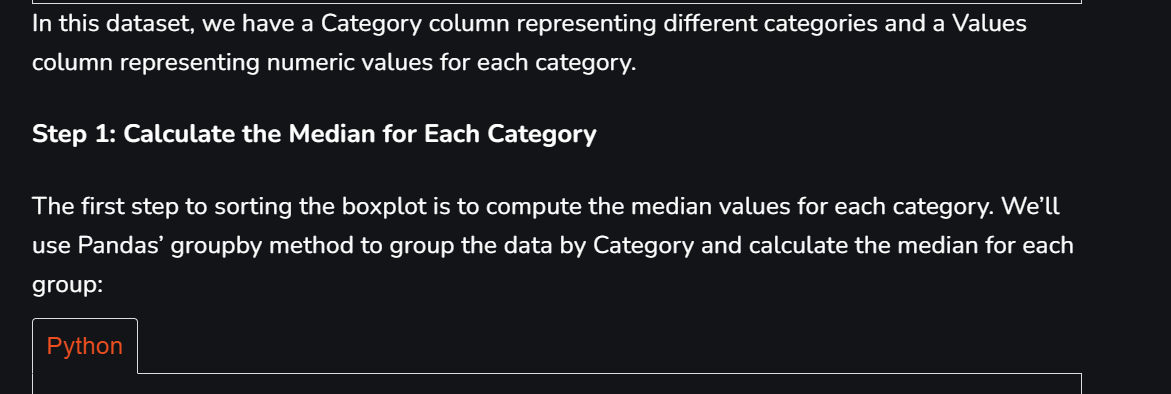 In this dataset, we have a Category column representing different categories and a Values
column representing numeric values for each category.
Step 1: Calculate the Median for Each Category
The first step to sorting the boxplot is to compute the median values for each category. We’ll
use Pandas’ groupby method to group the data by Category and calculate the median for each
group:
Python